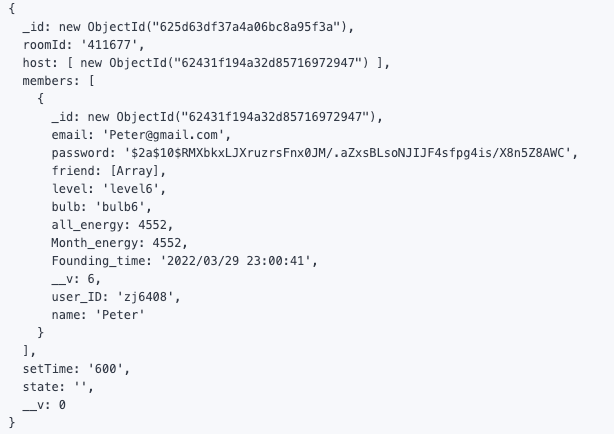 {
_id: new ObjectId("625d63df37a4a06bc8a95f3a"),
roomId: '411677',
host: [ new ObjectId("62431f194a32d85716972947") ],
members: [
{
_id: new ObjectId("62431f194a32d85716972947"),
email: 'Peter@gmail.com',
password: '$2a$10$RMXbkxLJXruzrsFnx0JM/.aZxsBLsoNJIJF4sfpg4is/X8n5Z8AWC',
friend: [Array],
level: 'level6',
bulb: 'bulb6',
all_energy: 4552,
Month_energy: 4552,
Founding_time: '2022/03/29 23:00:41',
__v: 6,
user_ID: 'zj6408',
name: 'Peter'
}
],
setTime: '600',
state: '',
__v: 0
}